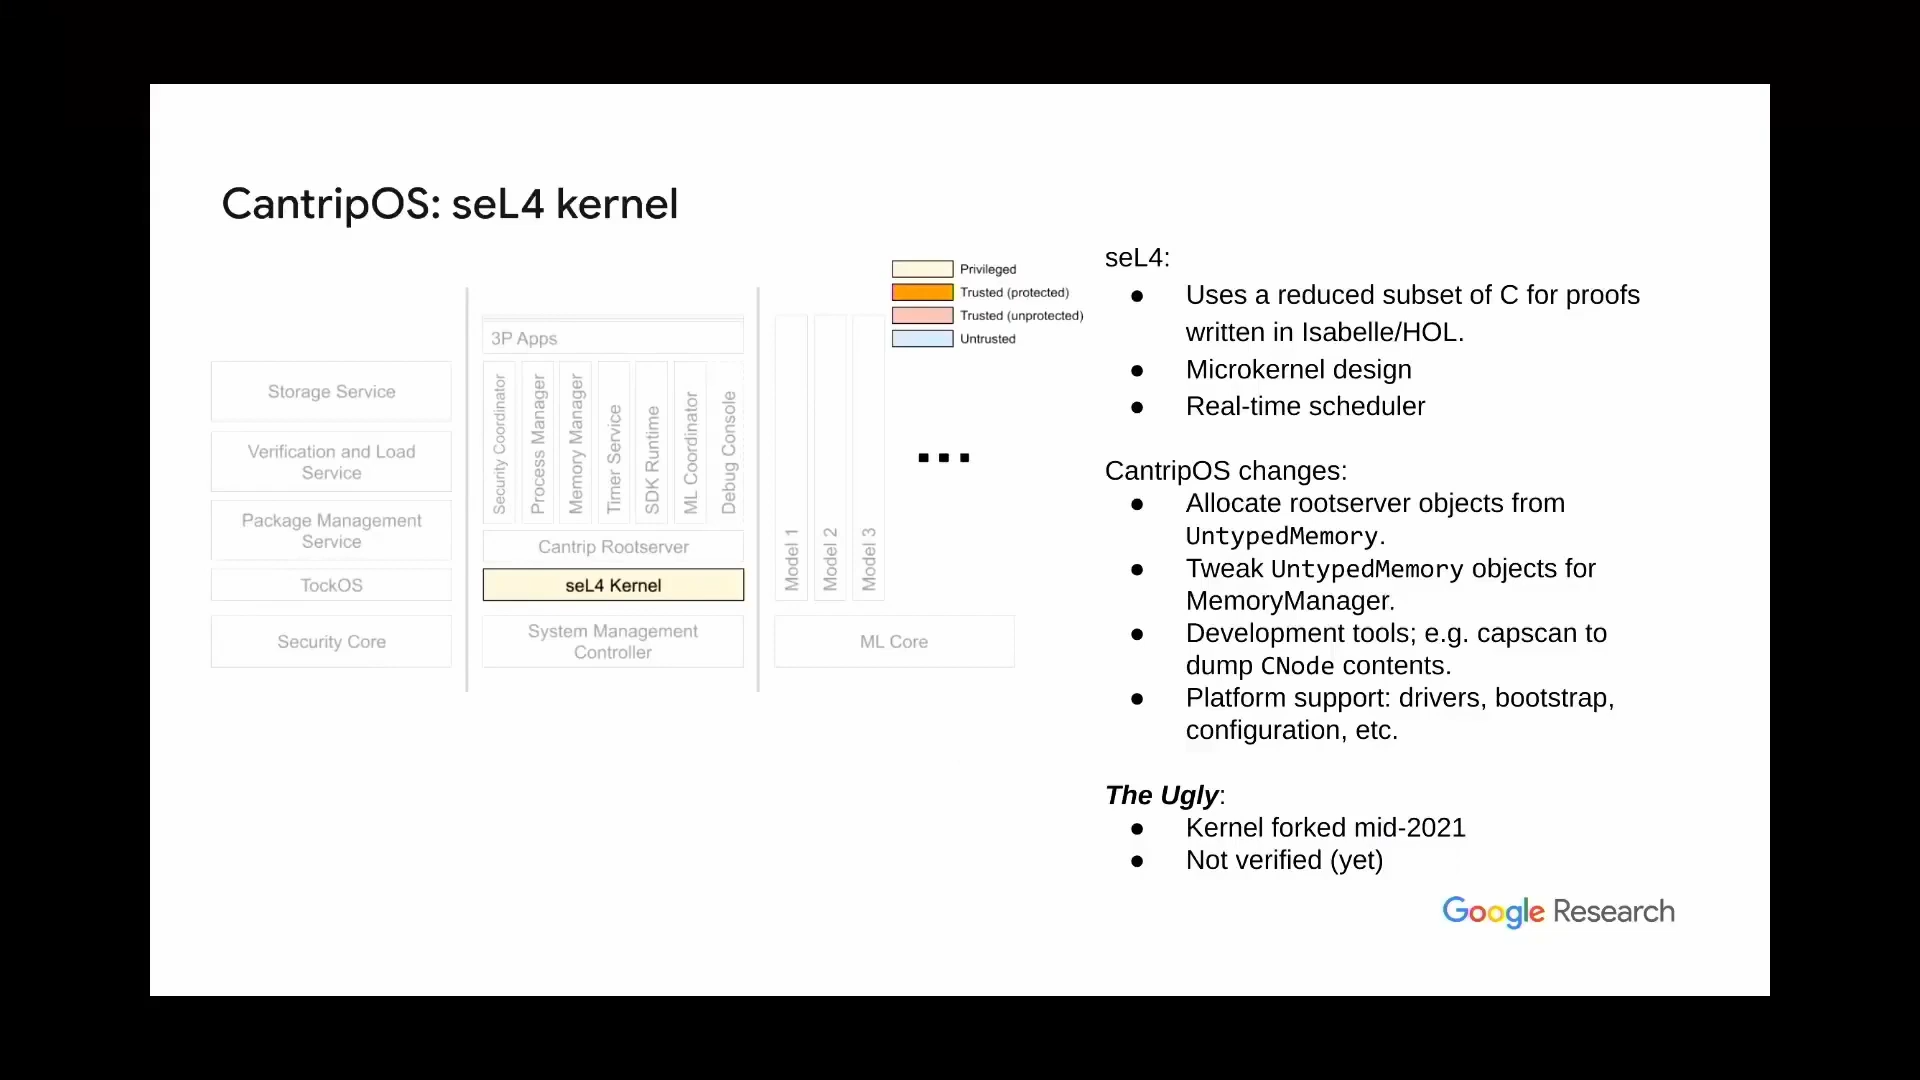 CantripOS: seL4 kernel
Privileged
Trusted (protected)
Trusted (unprotected)
Untrusted
Storage Service
Verification and Load
Service
Package Management
Service
TockOS
Security Core
3P Apps
Security Coordinator
Process Manager
Memory Manager
Timer Service
SDK Runtime
ML Coordinator
Debug Console
Cantrip Rootserver
seL4 Kernel
System Management
Controller
Model 1
Model 2
Model 3
...
ML Core
seL4:
● Uses a reduced subset of C for proofs
written in Isabelle/HOL.
● Microkernel design
● Real-time scheduler
CantripOS changes:
● Allocate rootserver objects from
UntypedMemory.
● Tweak UntypedMemory objects for
MemoryManager.
● Development tools; e.g. capscan to
dump CNode contents.
● Platform support: drivers, bootstrap,
configuration, etc.
The Ugly:
● Kernel forked mid-2021
● Not verified (yet)
Google Research